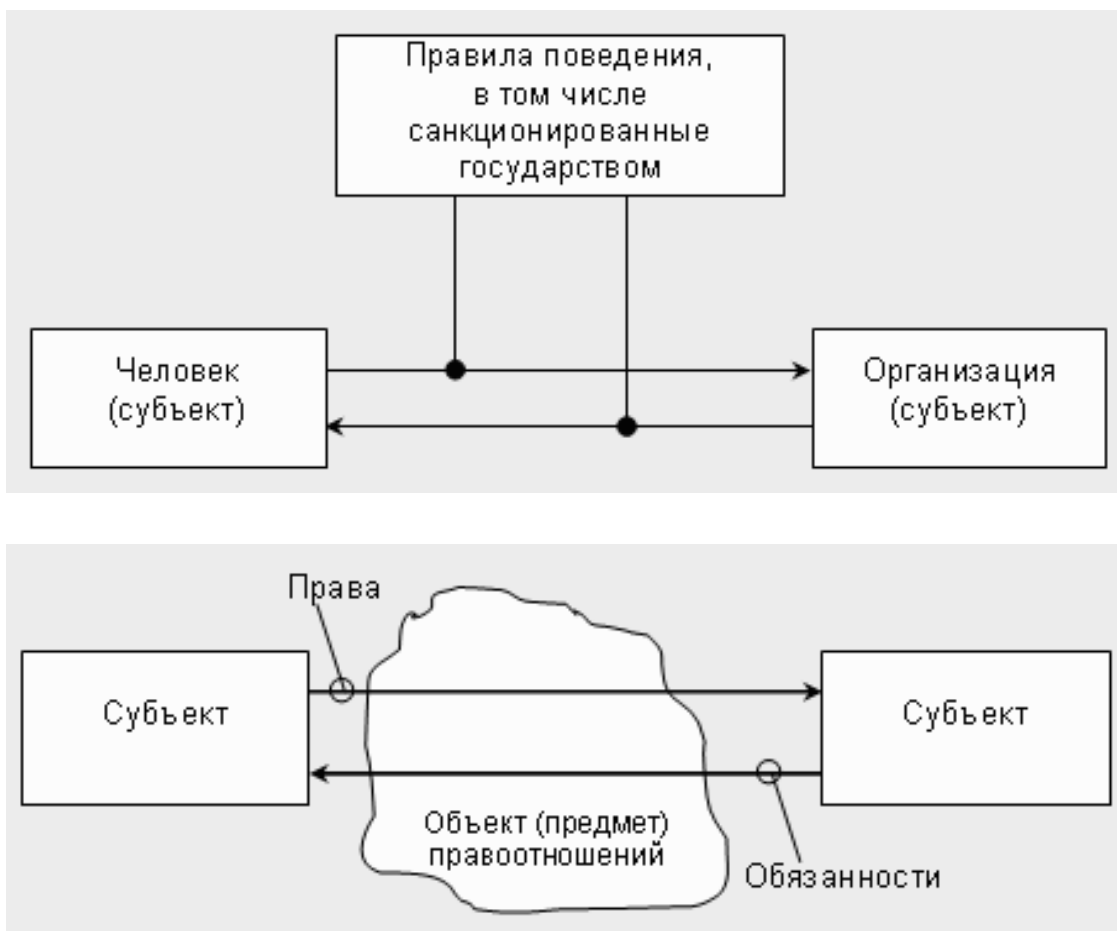 Правила поведения,
в том числе
санкционированные
государством
Человек
(субъект)
Организация
(субъект)
Права
Субъект
Субъект
Объект (предмет)
правоотношений
Обязанности